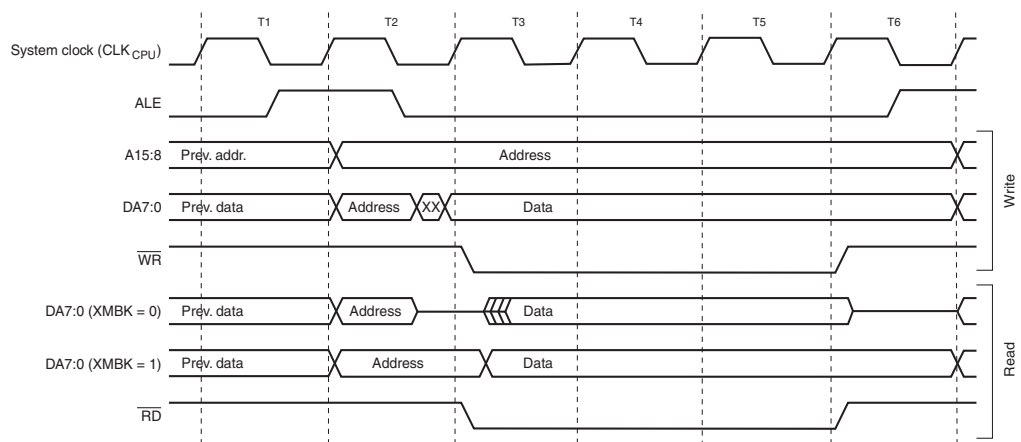 T1 T2 T3 T4 T5 T6
System clock (CLK CPU)
ALE
A15:8 Prev. addr. Address
DA7:0 Prev. data Address XX Data
WR
Write
DA7:0 (XMBK = 0) Prev. data Address Data
DA7:0 (XMBK = 1) Prev. data Address Data
RD
Read